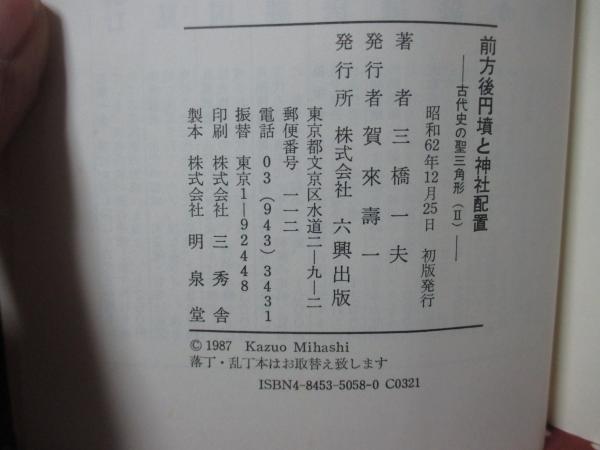 前方後円墳と神社配置
――古代史の聖三角形(Ⅱ)――
昭和62年12月25日　初版発行
著者　三橋一夫
発行者　賀來壽一
発行所　株式会社　六興出版
東京都文京区水道二―九―二
郵便番号　一一二
電話　03(943)3431
振替　東京1―92448
印刷　株式会社　三秀舎
製本　株式会社　明泉堂
© 1987 Kazuo Mihashi
落丁・乱丁本はお取替え致します
ISBN4-8453-5058-0 C0321